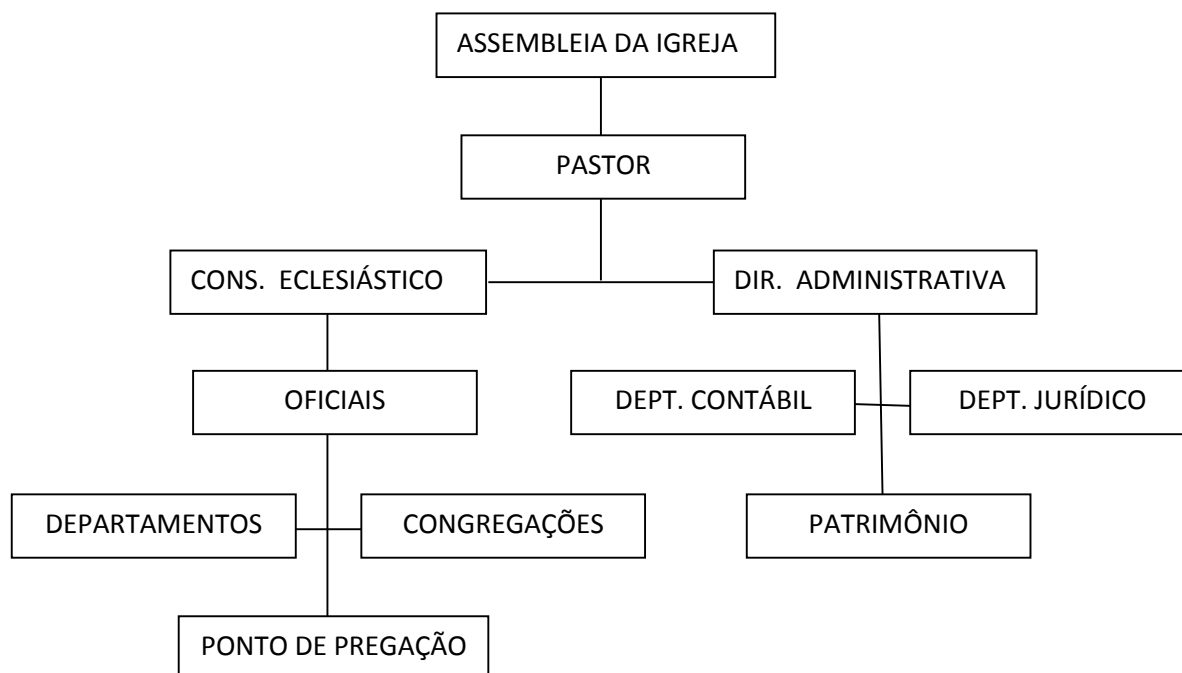 ASSEMBLEIA DA IGREJA
PASTOR
CONS. ECLESIÁSTICO
DIR. ADMINISTRATIVA
OFICIAIS
DEPT. CONTÁBIL
DEPT. JURÍDICO
DEPARTAMENTOS
CONGREGAÇÕES
PATRIMÔNIO
PONTO DE PREGAÇÃO